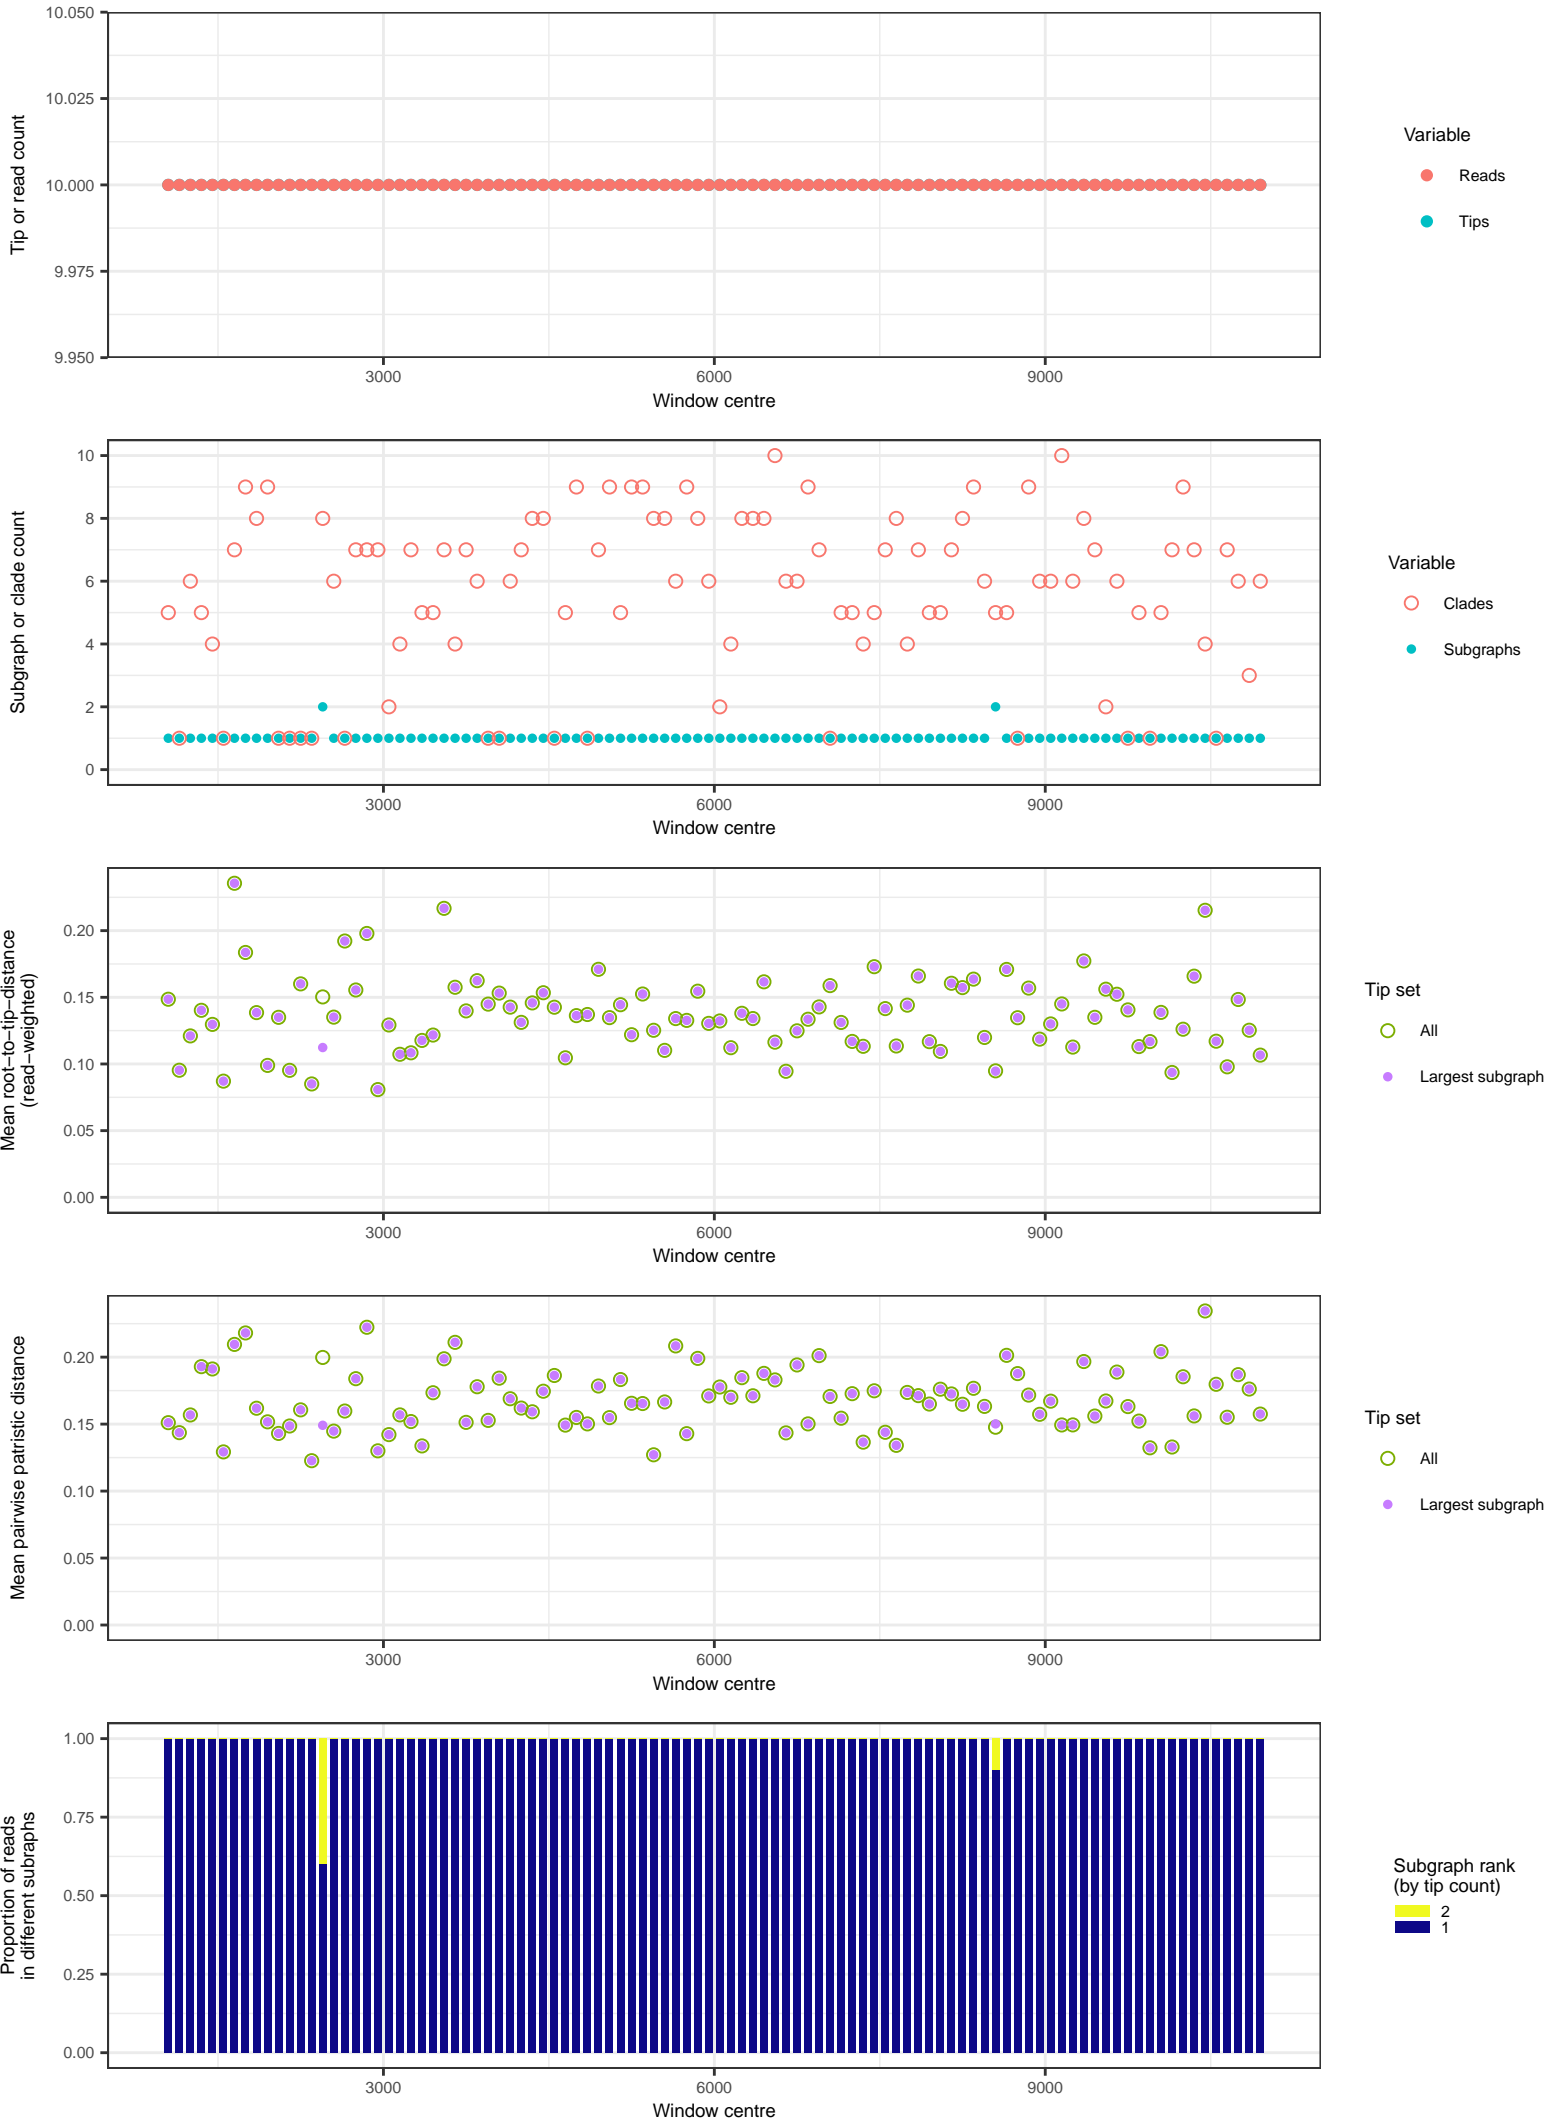 10.050
10.025
10.000
9.975
9.950
Tip or read count
3000 6000 9000
Window centre
Variable
Reads
Tips
10
8
6
4
2
0
Subgraph or clade count
3000 6000 9000
Window centre
Variable
Clades
Subgraphs
0.20
0.15
0.10
0.05
0.00
Mean root−to−tip−distance
(read−weighted)
3000 6000 9000
Window centre
Tip set
All
Largest subgraph
0.20
0.15
0.10
0.05
0.00
Mean pairwise patristic distance
3000 6000 9000
Window centre
Tip set
All
Largest subgraph
1.00
0.75
0.50
0.25
0.00
Proportion of reads
in different subraphs
3000 6000 9000
Window centre
Subgraph rank
(by tip count)
2
1